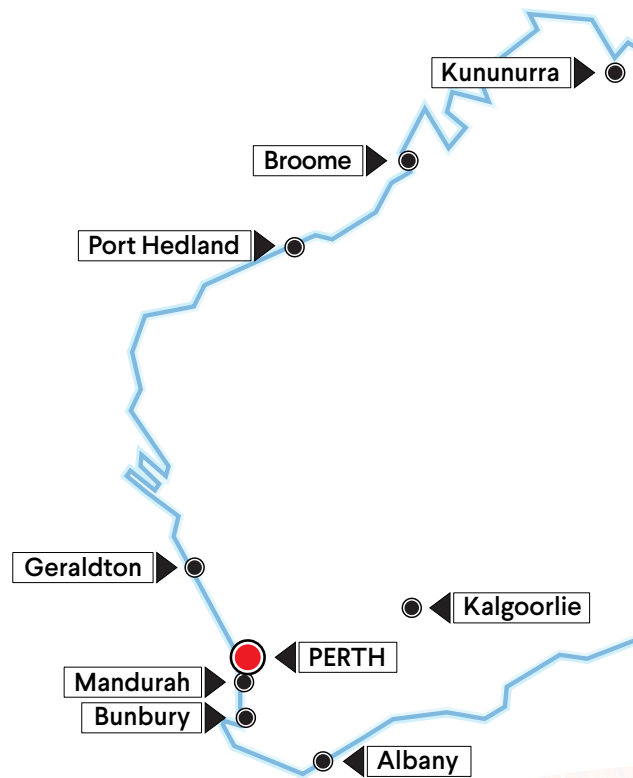 Kununurra
Broome
Port Hedland
Geraldton
Kalgoorlie
PERTH
Mandurah
Bunbury
Albany